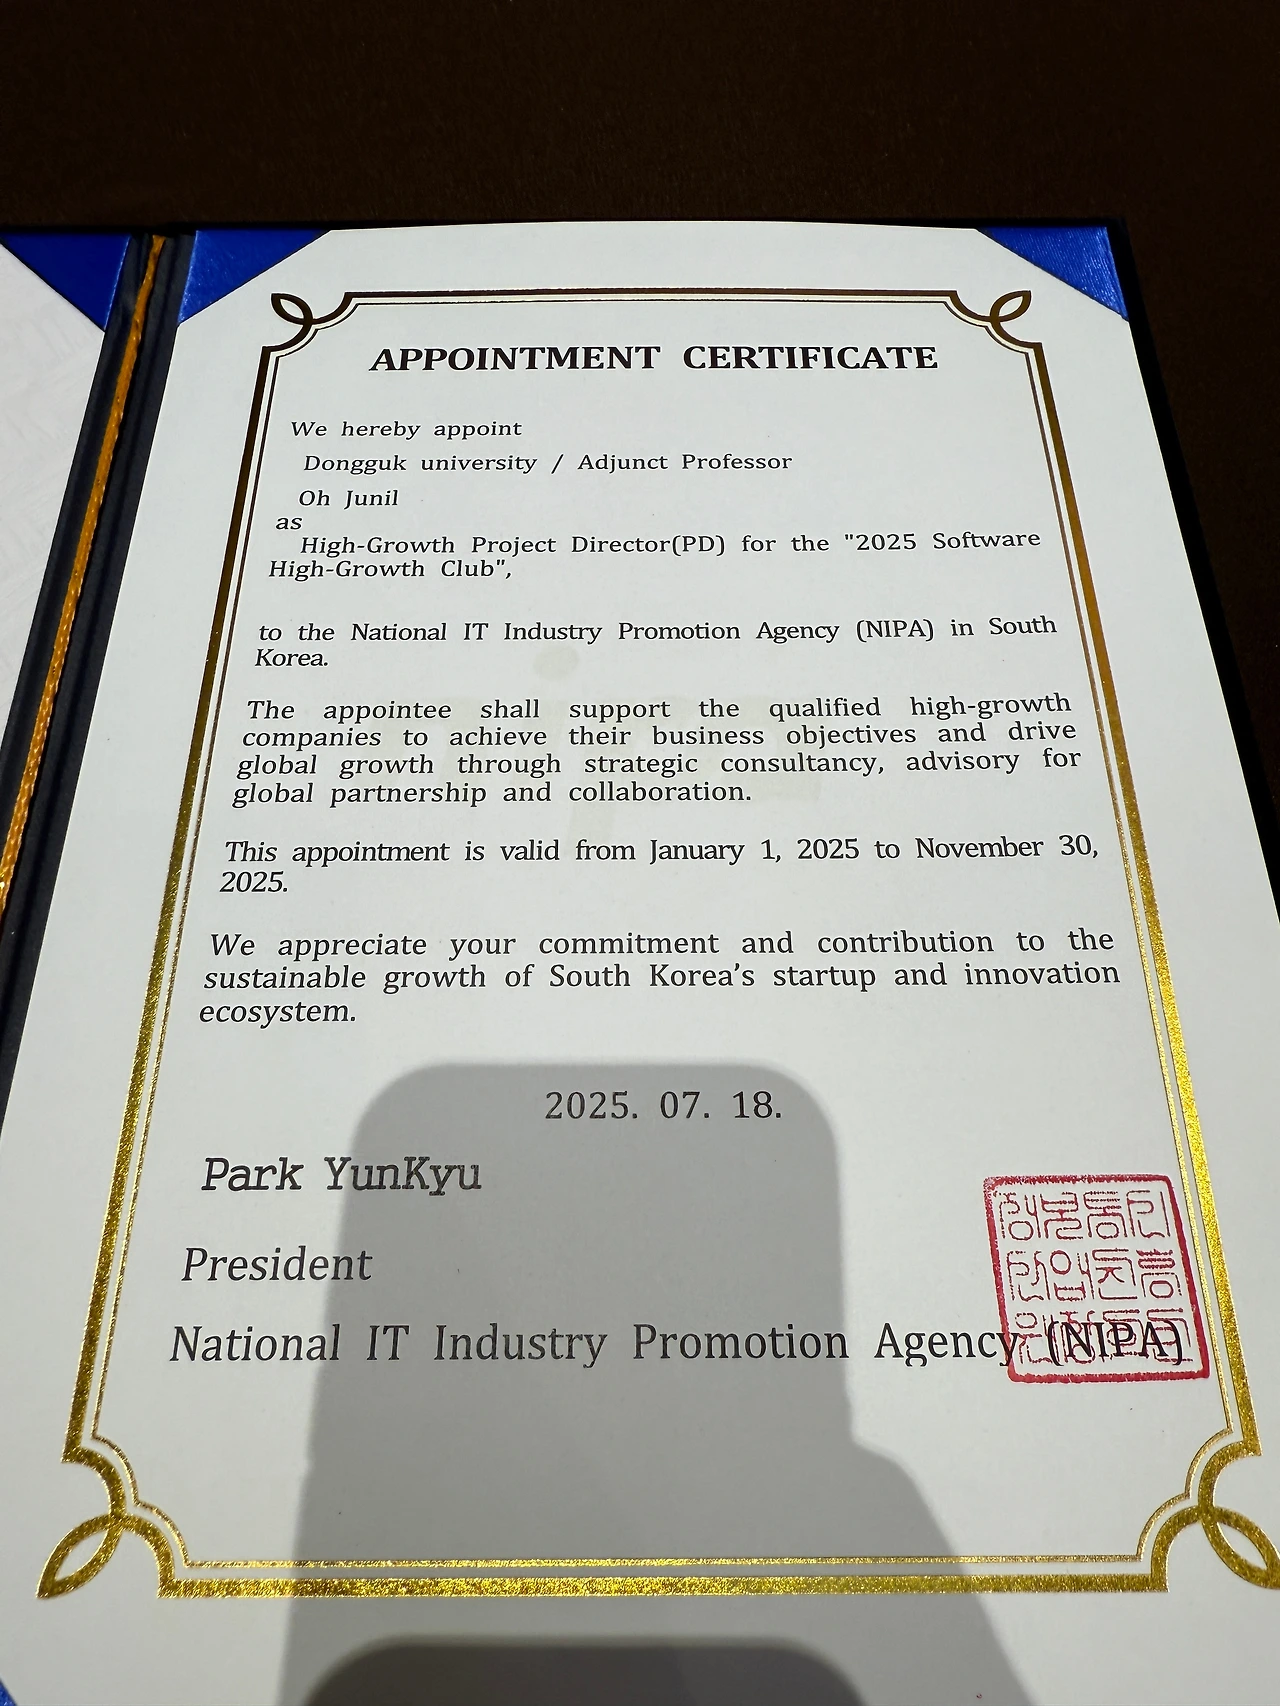 APPOINTMENT CERTIFICATE
We hereby appoint
Dongguk university / Adjunct Professor
Oh Junil
as
High-Growth Project Director(PD) for the "2025 Software
High-Growth Club",
to the National IT Industry Promotion Agency (NIPA) in South
Korea.
The appointee shall support the qualified high-growth
companies to achieve their business objectives and drive
global growth through strategic consultancy, advisory for
global partnership and collaboration.
This appointment is valid from January 1, 2025 to November 30,
2025.
We appreciate your commitment and contribution to the
sustainable growth of South Korea’s startup and innovation
ecosystem.
2025. 07. 18.
Park YunKyu
President
National IT Industry Promotion Agency (NIPA)